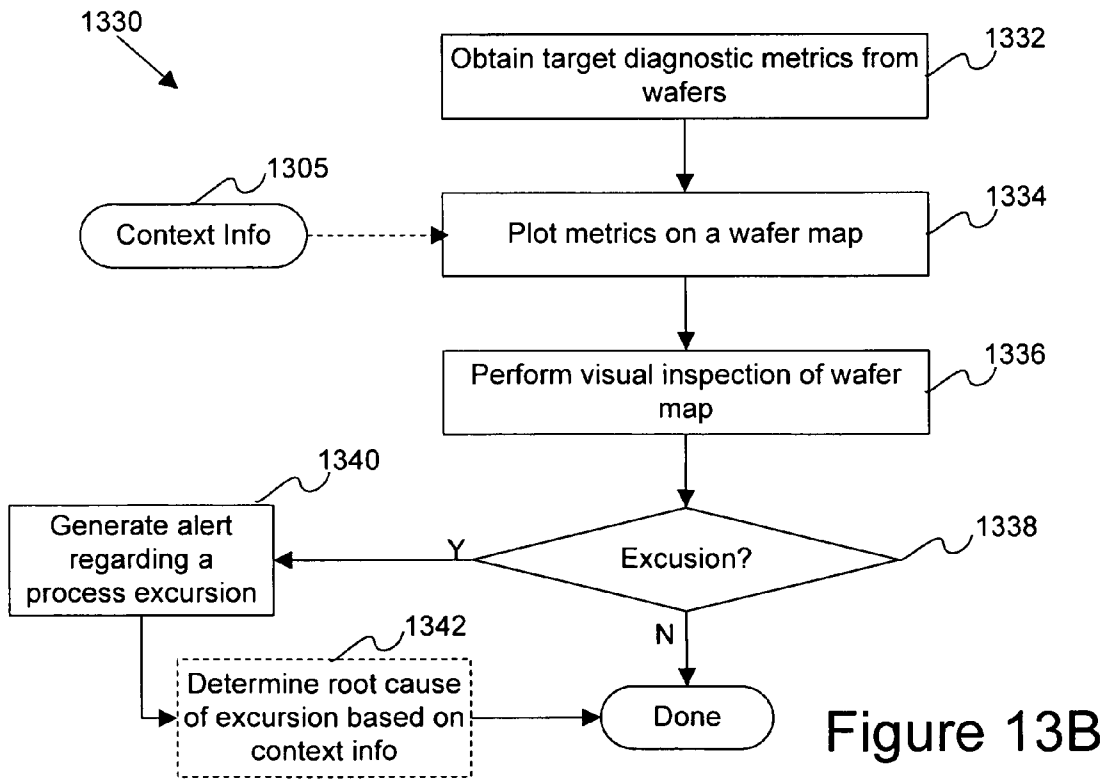 1330
1332
Obtain target diagnostic metrics from
wafers
1305
Context Info
1334
Plot metrics on a wafer map
1336
Perform visual inspection of wafer
map
1340
Generate alert
regarding a
process excursion
Y
Excusion?
1338
N
1342
Determine root cause
of excursion based on
context info
Done
Figure 13B